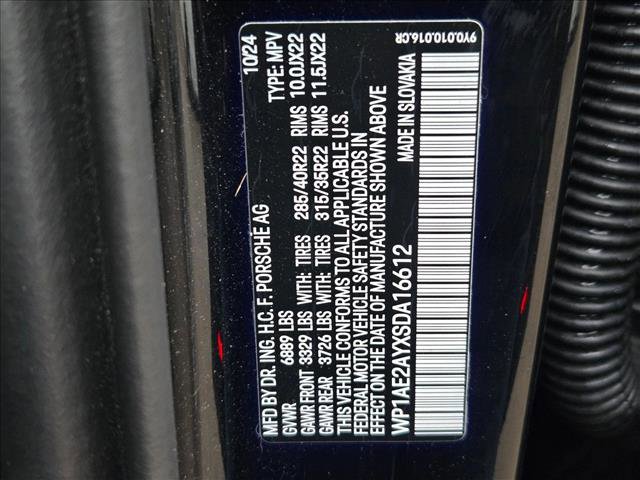 MFD BY DR. ING. H.C. F. PORSCHE AG 10/24
GVWR 6889 LBS TYPE: MPV
GAWR FRONT 3329 LBS WITH: TIRES 285/40R22 RIMS 10.0JX22
GAWR REAR 3726 LBS WITH: TIRES 315/35R22 RIMS 11.5JX22
THIS VEHICLE CONFORMS TO ALL APPLICABLE U.S.
FEDERAL MOTOR VEHICLE SAFETY STANDARDS IN
EFFECT ON THE DATE OF MANUFACTURE SHOWN ABOVE
WP1AE2AYXSDA16612 MADE IN SLOVAKIA
9Y0.010.016.CR